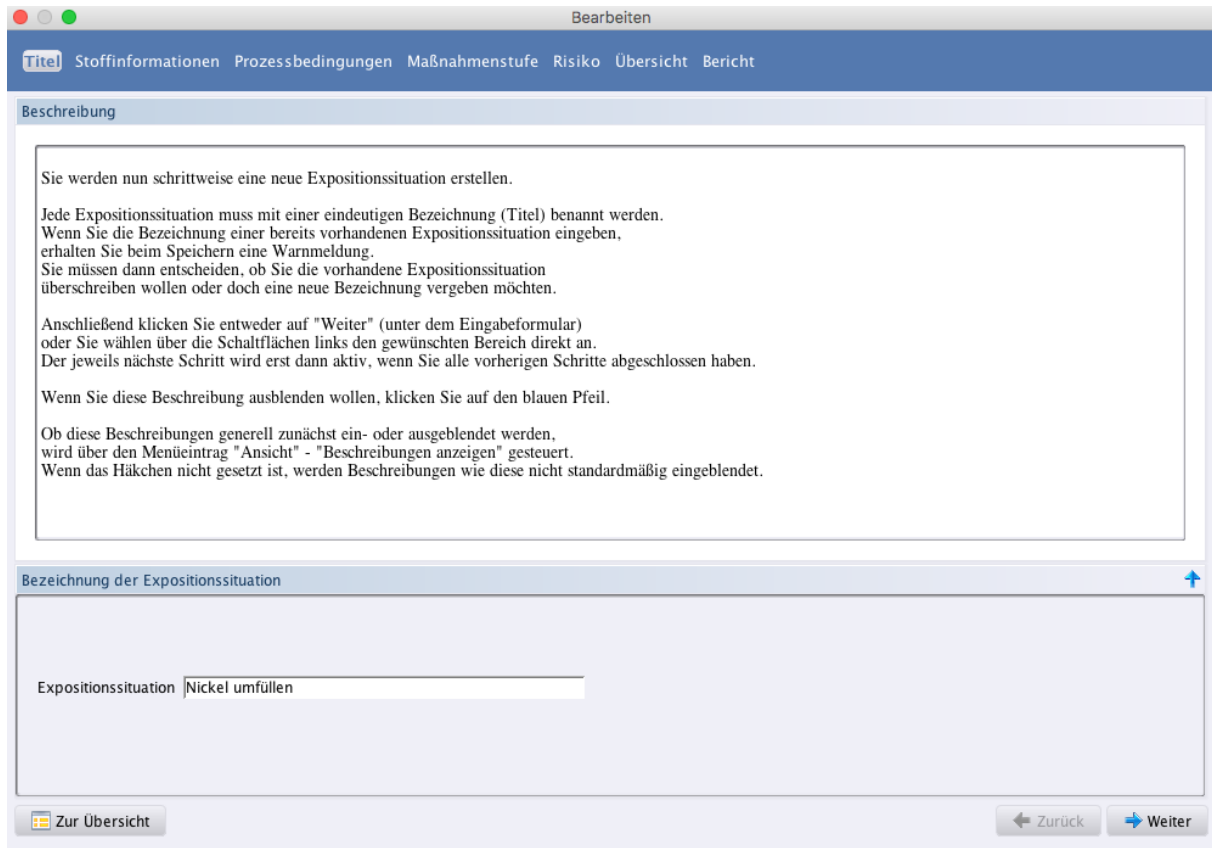 Bearbeiten
Titel Stoffinformationen Prozessbedingungen Maßnahmenstufe Risiko Übersicht Bericht
Beschreibung
Sie werden nun schrittweise eine neue Expositionssituation erstellen.
Jede Expositionssituation muss mit einer eindeutigen Bezeichnung (Titel) benannt werden.
Wenn Sie die Bezeichnung einer bereits vorhandenen Expositionssituation eingeben,
erhalten Sie beim Speichern eine Warnmeldung.
Sie müssen dann entscheiden, ob Sie die vorhandene Expositionssituation
überschreiben wollen oder doch eine neue Bezeichnung vergeben möchten.
Anschließend klicken Sie entweder auf "Weiter" (unter dem Eingabeformular)
oder Sie wählen über die Schaltflächen links den gewünschten Bereich direkt an.
Der jeweils nächste Schritt wird erst dann aktiv, wenn Sie alle vorherigen Schritte abgeschlossen haben.
Wenn Sie diese Beschreibung ausblenden wollen, klicken Sie auf den blauen Pfeil.
Ob diese Beschreibungen generell zunächst ein- oder ausgeblendet werden,
wird über den Menüeintrag "Ansicht" - "Beschreibungen anzeigen" gesteuert.
Wenn das Häkchen nicht gesetzt ist, werden Beschreibungen wie diese nicht standardmäßig eingeblendet.
Bezeichnung der Expositionssituation
Expositionssituation Nickel umfüllen
Zur Übersicht Zurück Weiter